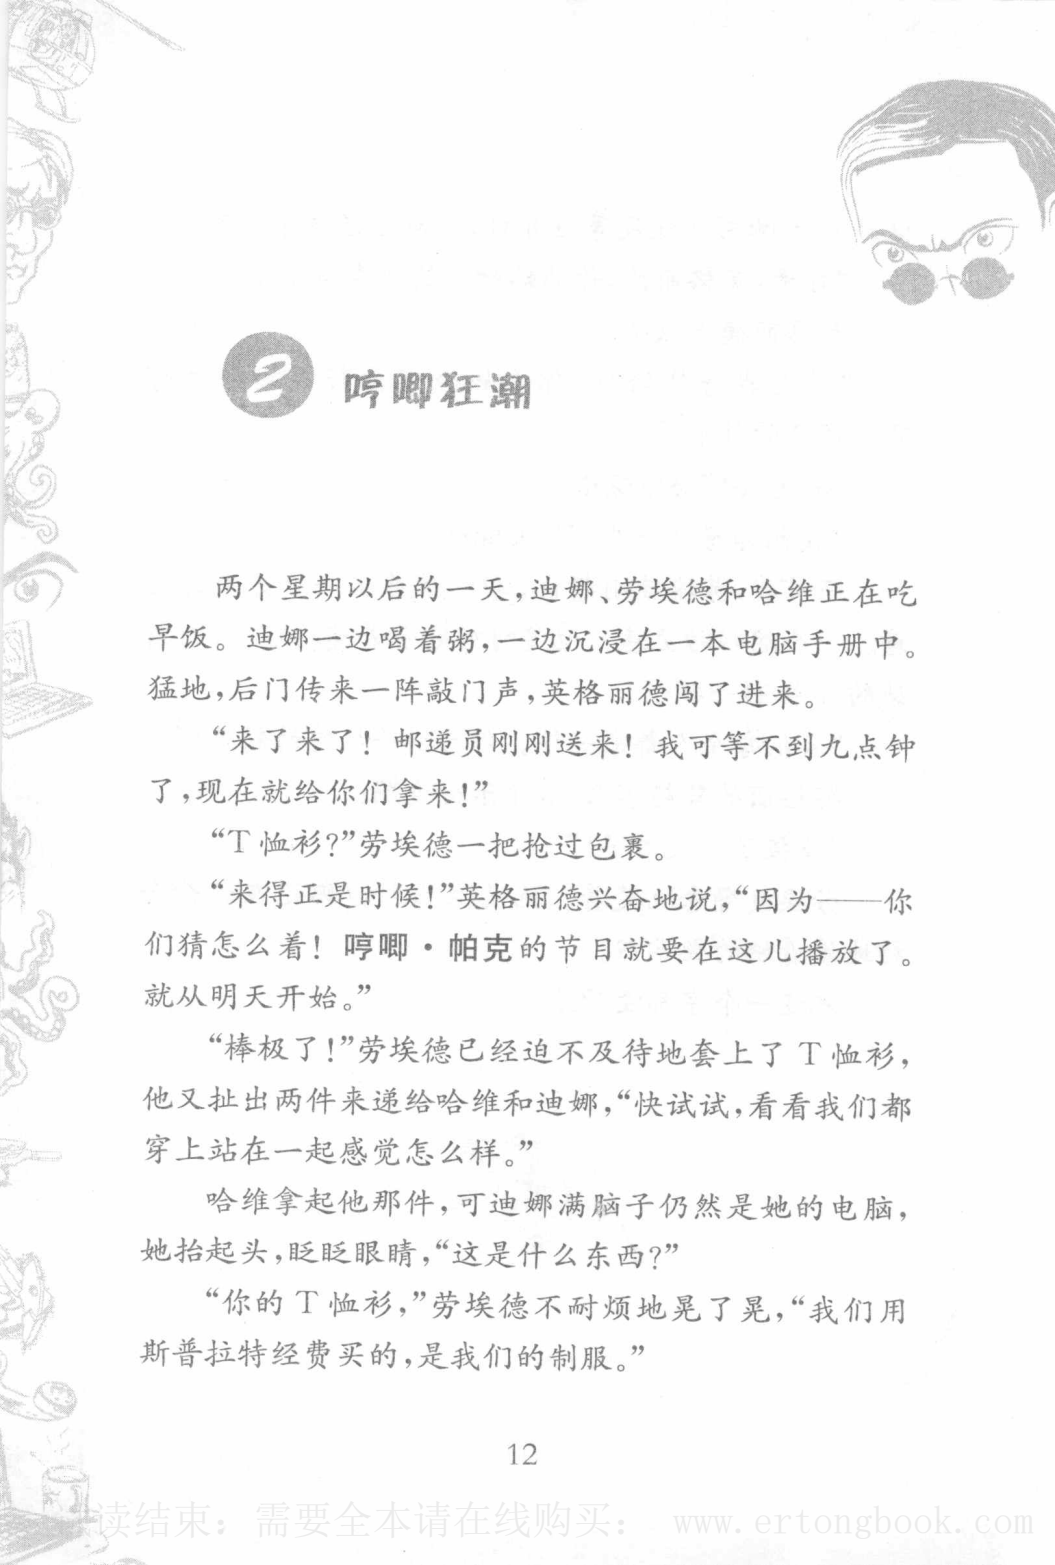 2 哼唧狂潮
两个星期以后的一天，迪娜、劳埃德和哈维正在吃
早饭。迪娜一边喝着粥，一边沉浸在一本电脑手册中。
猛地，后门传来一阵敲门声，英格丽德闯了进来。
“来了来了！邮递员刚刚送来！我可等不到九点钟
了，现在就给你们拿来！”
“T恤衫？”劳埃德一把抢过包裹。
“来得正是时候！”英格丽德兴奋地说，“因为——你
们猜怎么着！哼唧·帕克的节目就要在这儿播放了。
就从明天开始。”
“棒极了！”劳埃德已经迫不及待地套上了T恤衫，
他又扯出两件来递给哈维和迪娜，“快试试，看看我们都
穿上站在一起感觉怎么样。”
哈维拿起他那件，可迪娜满脑子仍然是她的电脑，
她抬起头，眨眨眼睛，“这是什么东西？”
“你的T恤衫，”劳埃德不耐烦地晃了晃，“我们用
斯普拉特经费买的，是我们的制服。”
12
读结束；需要全本请在线购买： www.ertongbook.com